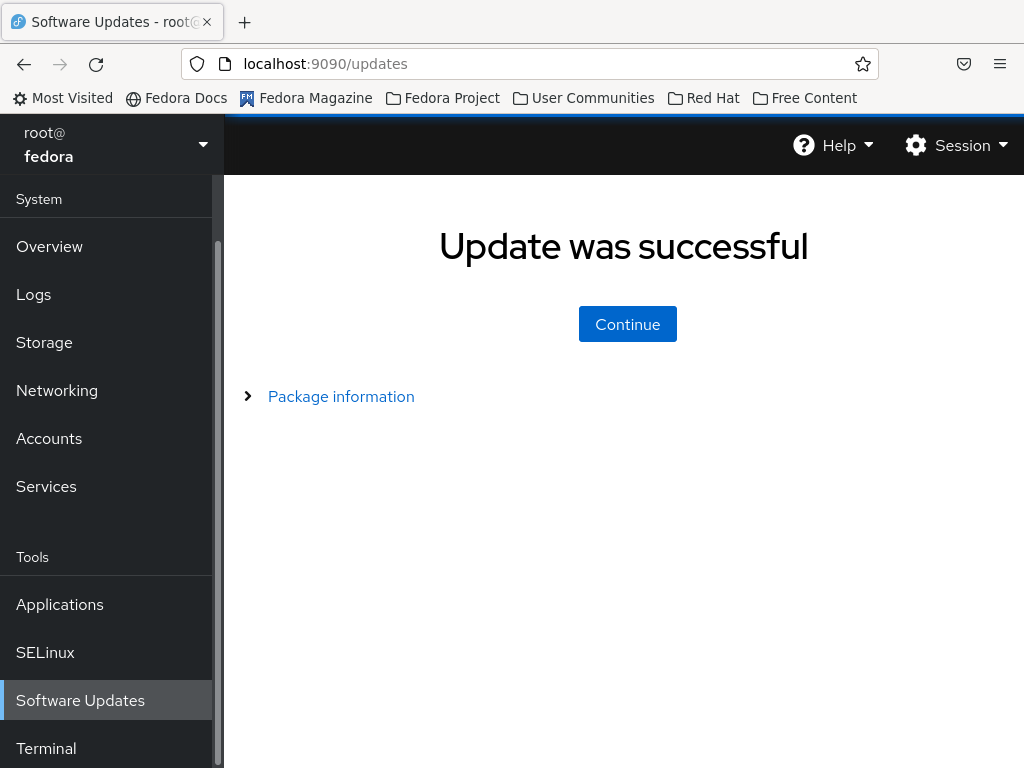 Software Updates - root@
localhost:9090/updates
Most Visited
Fedora Docs
Fedora Magazine
Fedora Project
User Communities
Red Hat
Free Content
root@
fedora
Help
Session
System
Overview
Logs
Storage
Networking
Accounts
Services
Tools
Applications
SELinux
Software Updates
Terminal
Update was successful
Continue
Package information